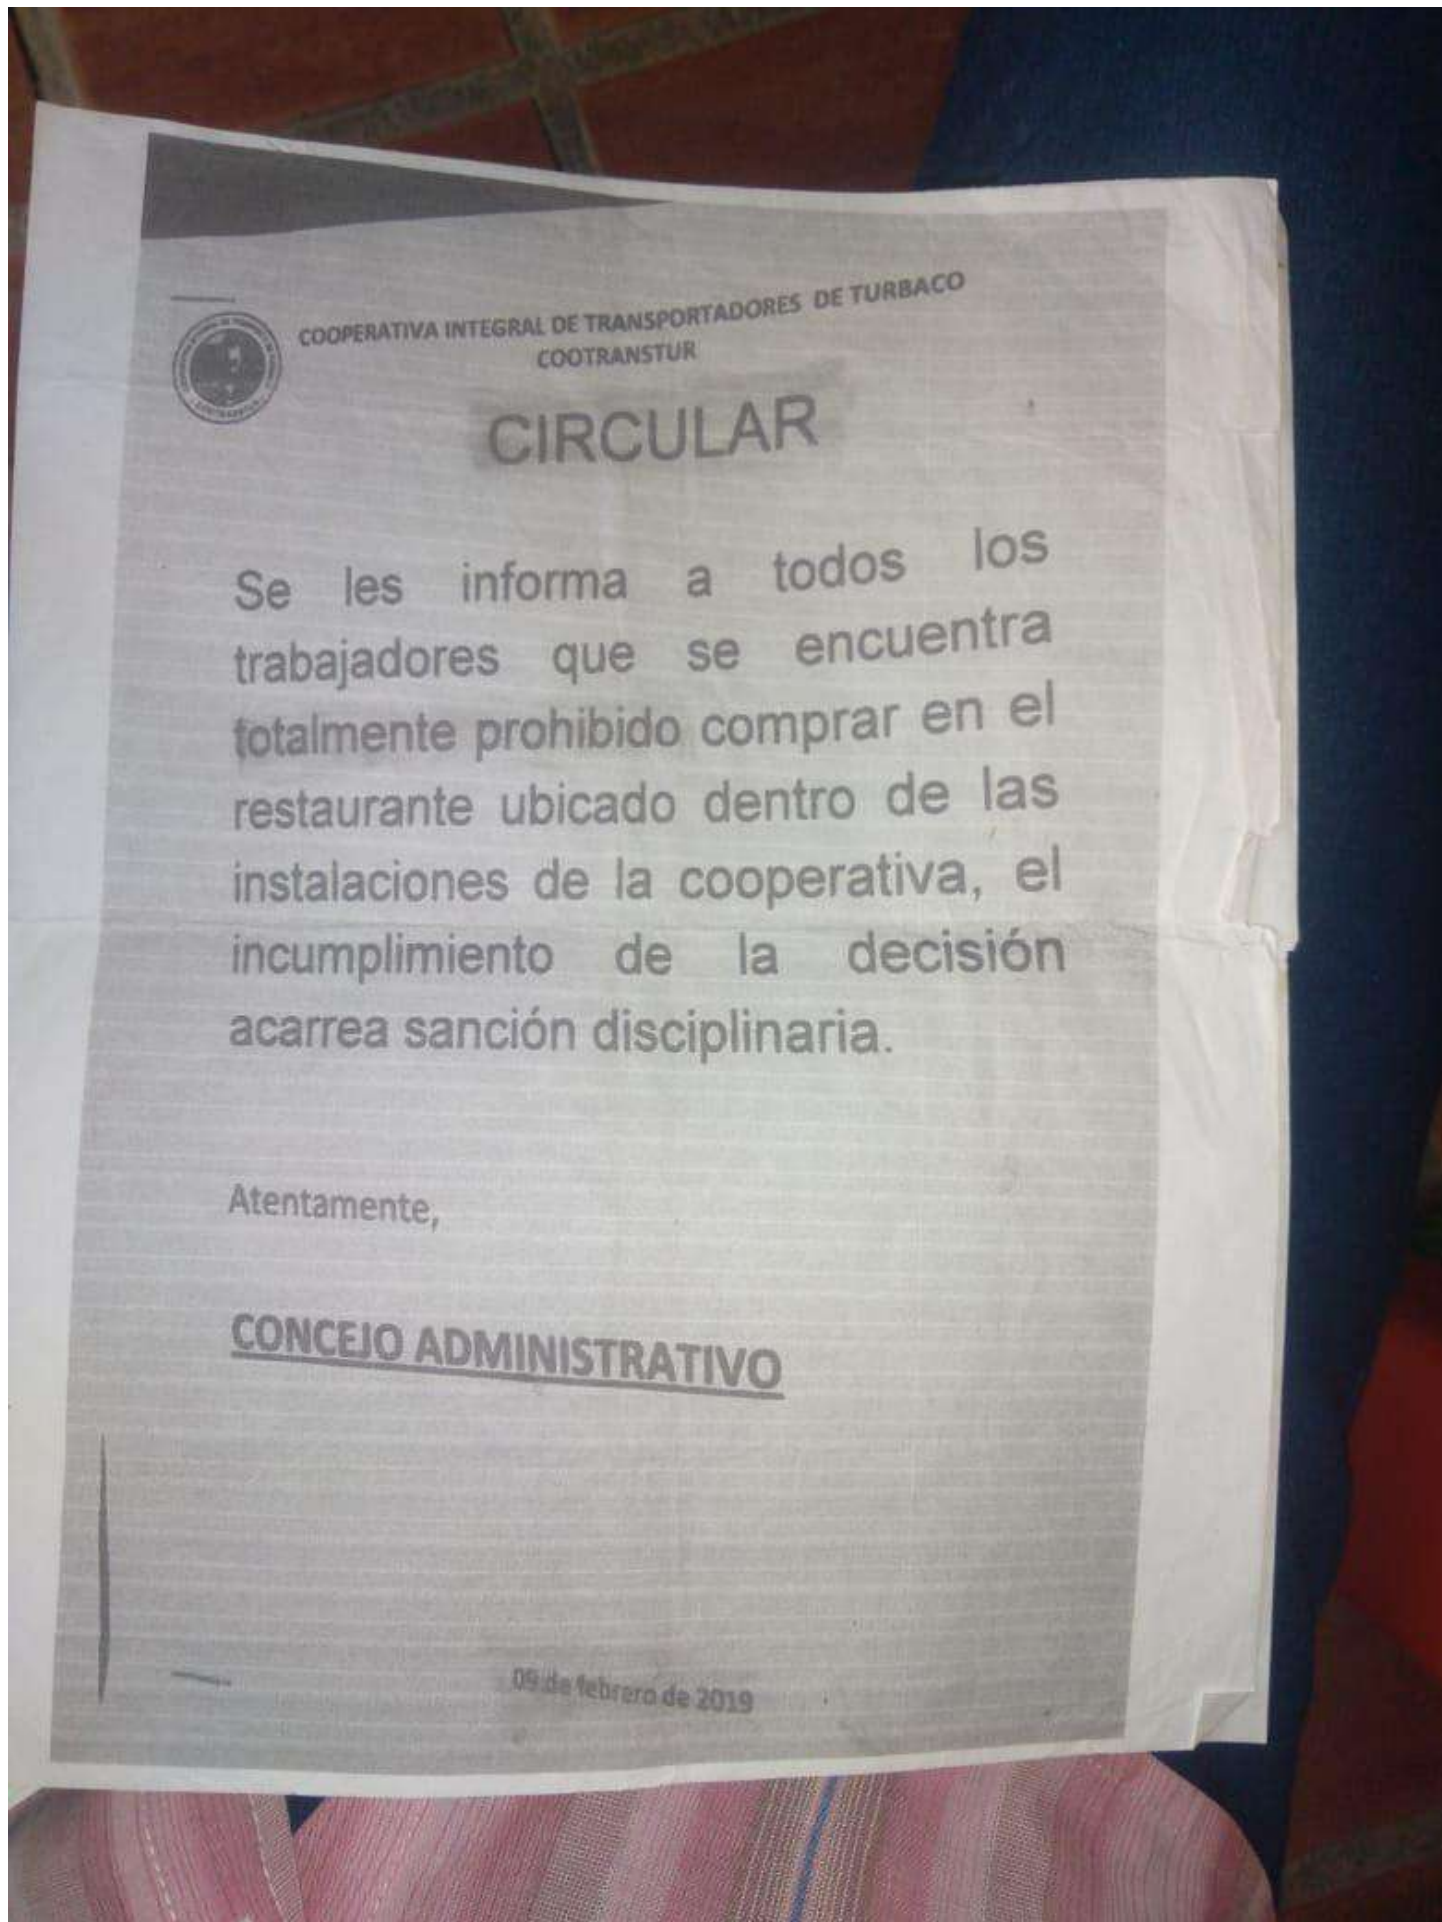 COOPERATIVA INTEGRAL DE TRANSPORTADORES DE TURBACO
COOTRANSTUR
CIRCULAR
Se les informa a todos los
trabajadores que se encuentra
totalmente prohibido comprar en el
restaurante ubicado dentro de las
instalaciones de la cooperativa, el
incumplimiento de la decisión
acarrea sanción disciplinaria.
Atentamente,
CONCEJO ADMINISTRATIVO
09 de febrero de 2019